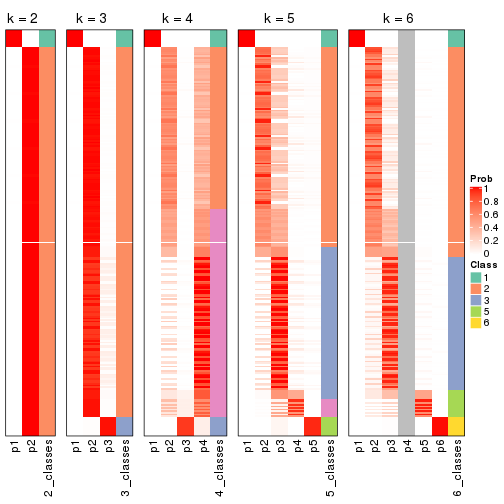 k = 2
k = 3
k = 4
k = 5
k = 6
Prob
1
0.8
0.6
0.4
0.2
0
Class
1
2
3
5
6
p1
p2
2_classes
p1
p2
p3
3_classes
p1
p2
p3
p4
4_classes
p1
p2
p3
p4
p5
5_classes
p1
p2
p3
p4
p5
p6
6_classes